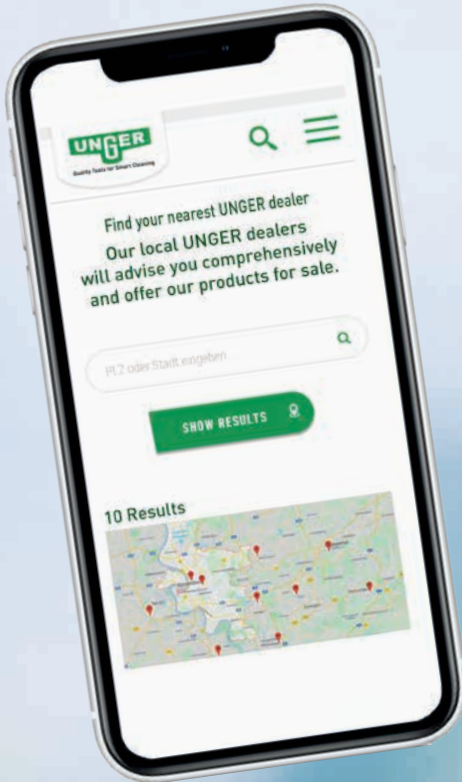 UNGER
Quality Tools for Smart Cleaning
Find your nearest UNGER dealer
Our local UNGER dealers
will advise you comprehensively
and offer our products for sale.
PLZ oder Stadt eingeben
SHOW RESULTS
10 Results